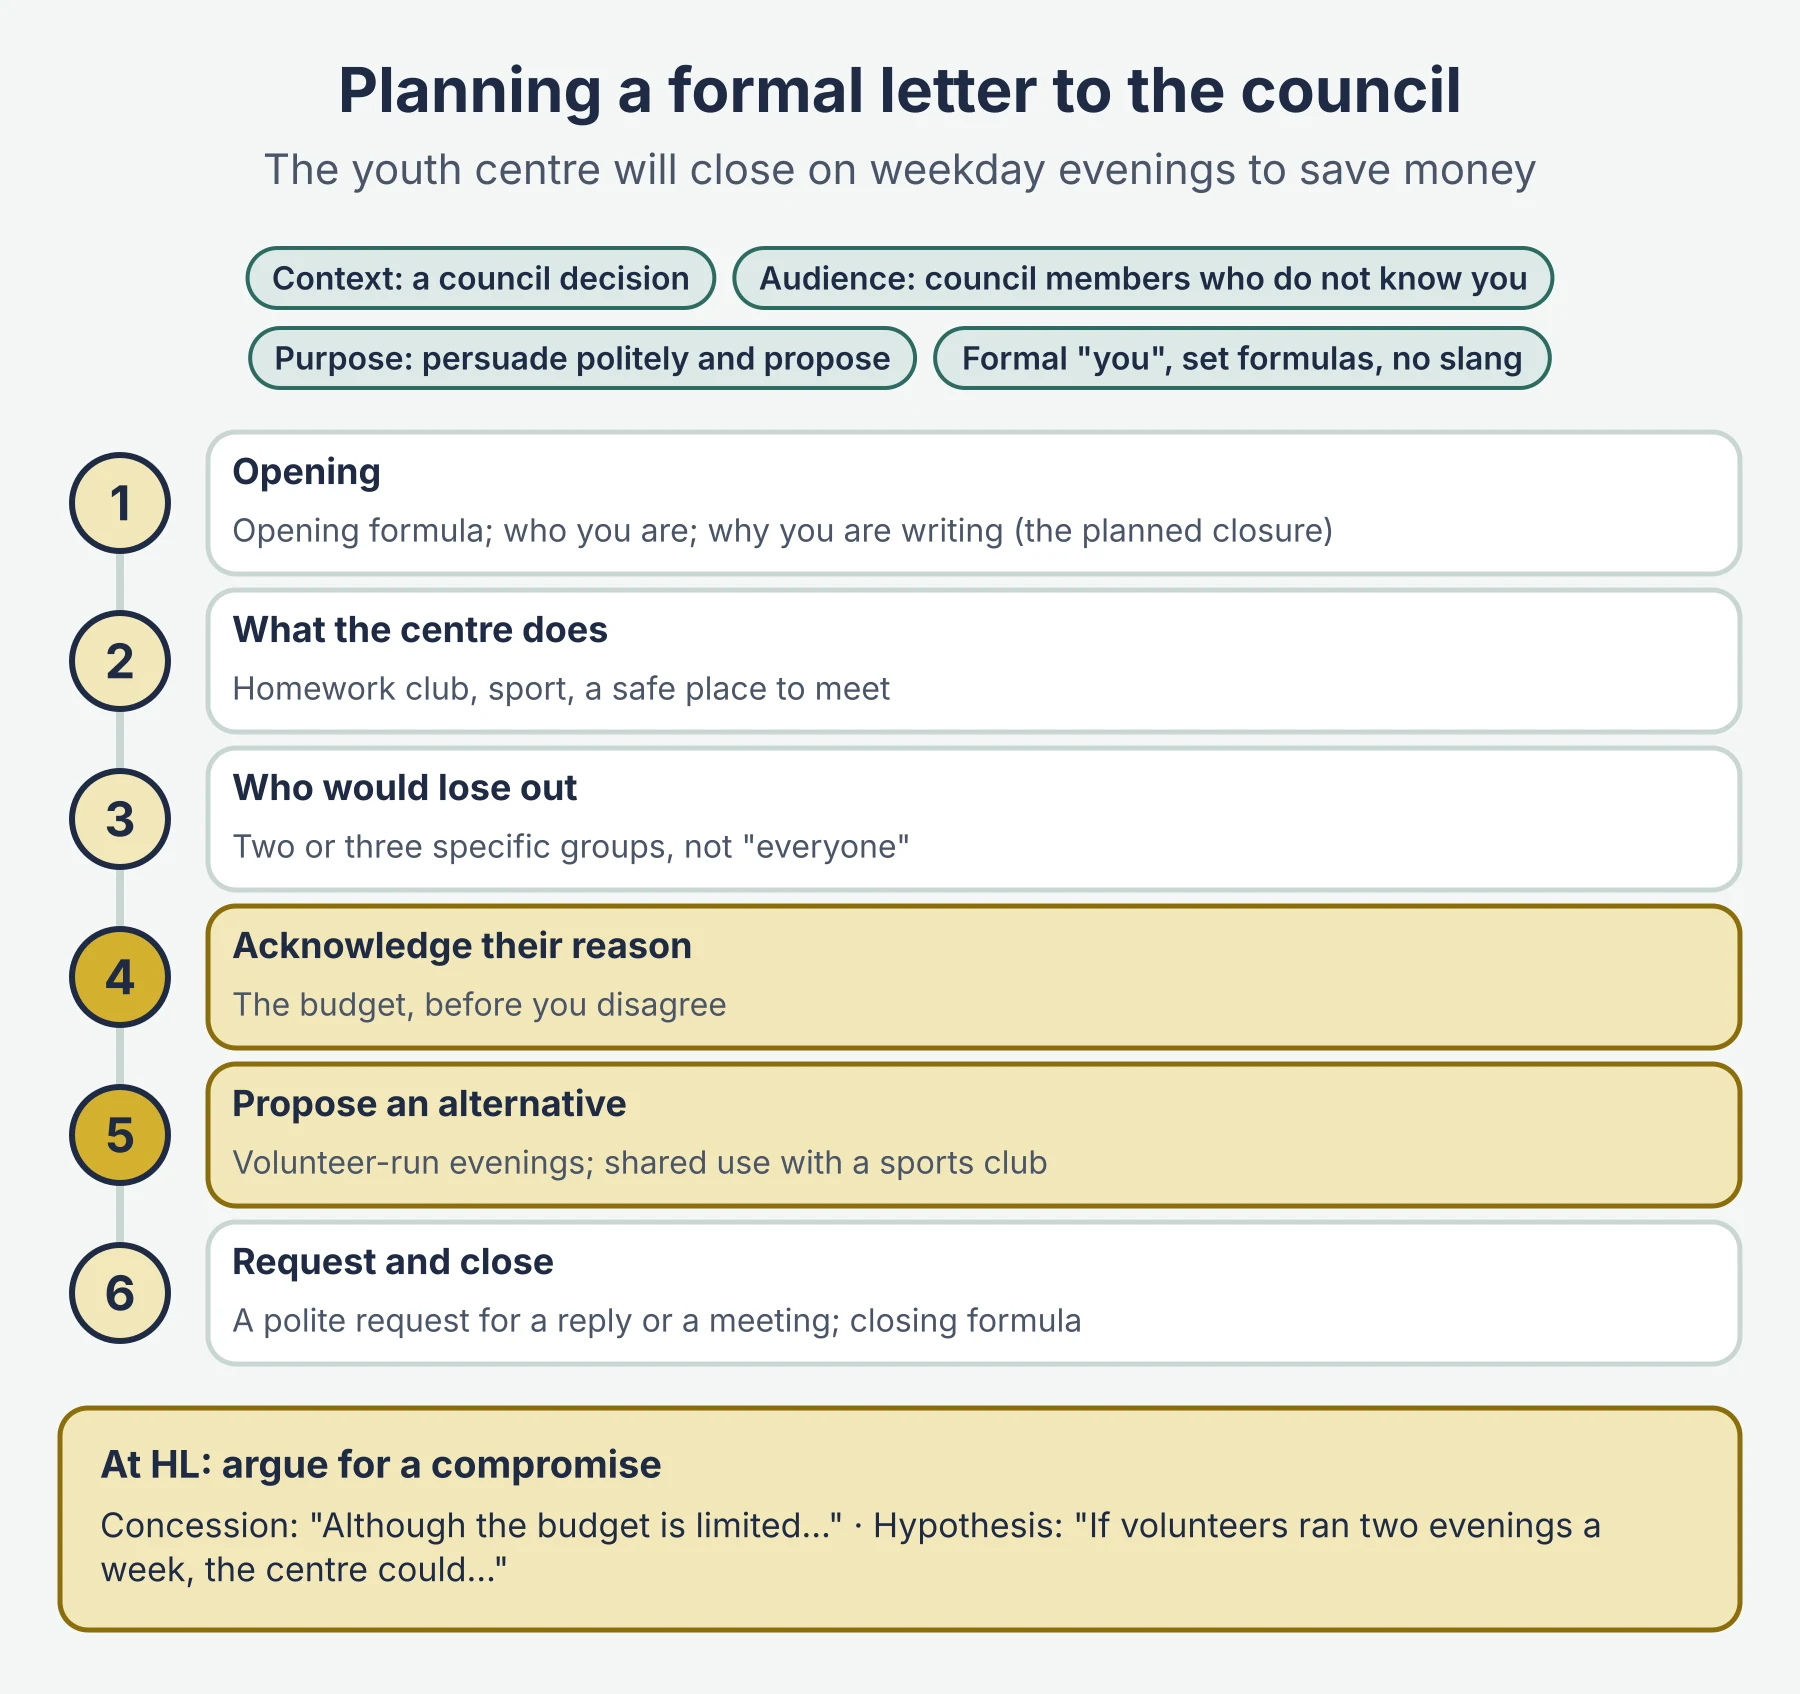 Planning a formal letter to the council
The youth centre will close on weekday evenings to save money
Context: a council decision
Audience: council members who do not know you
Purpose: persuade politely and propose
Formal "you", set formulas, no slang
1
Opening
Opening formula; who you are; why you are writing (the planned closure)
2
What the centre does
Homework club, sport, a safe place to meet
3
Who would lose out
Two or three specific groups, not "everyone"
4
Acknowledge their reason
The budget, before you disagree
5
Propose an alternative
Volunteer-run evenings; shared use with a sports club
6
Request and close
A polite request for a reply or a meeting; closing formula
At HL: argue for a compromise
Concession: "Although the budget is limited..." · Hypothesis: "If volunteers ran two evenings a
week, the centre could..."